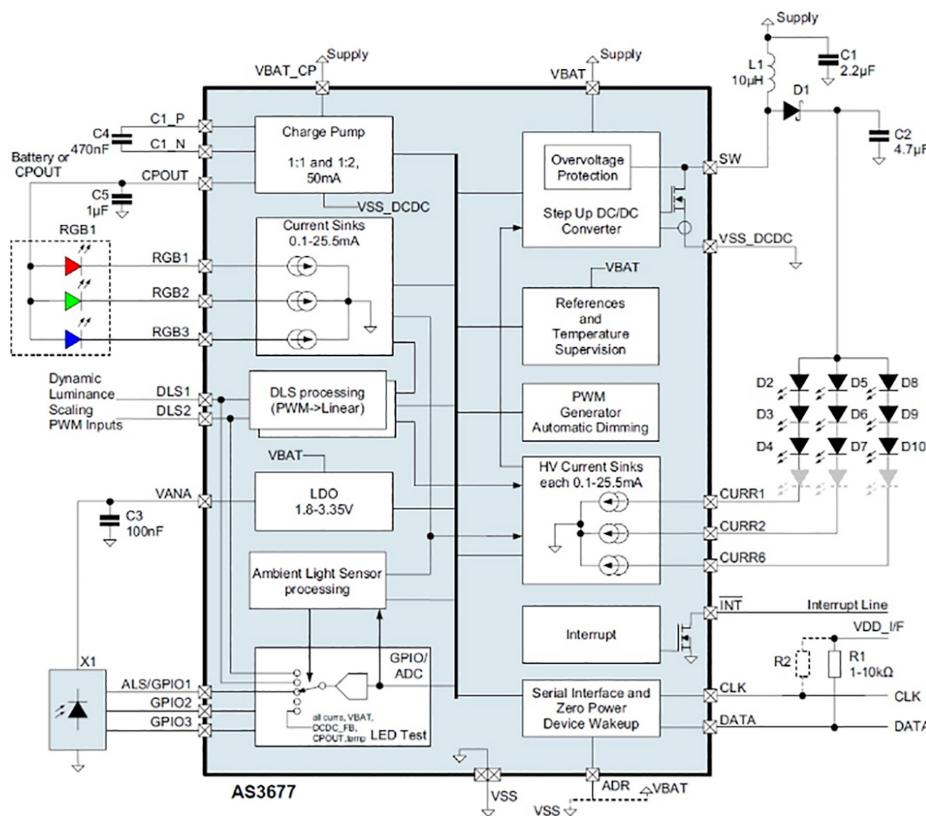 Supply
VBAT_CP
Supply
VBAT
Supply
C1
2.2µF
L1
10µH
D1
C2
4.7µF
C1_P
C4
470nF
C1_N
Battery or
CPOUT
CPOUT
C5
1µF
Charge Pump
1:1 and 1:2,
50mA
VSS_DCDC
Overvoltage
Protection
Step Up DC/DC
Converter
SW
VSS_DCDC
RGB1
RGB1
RGB2
RGB3
Current Sinks
0.1-25.5mA
VBAT
References
and
Temperature
Supervision
Dynamic
Luminance
Scaling
PWM Inputs
DLS1
DLS2
DLS processing
(PWM->Linear)
PWM
Generator
Automatic Dimming
D2
D5
D8
D3
D6
D9
D4
D7
D10
VBAT
LDO
1.8-3.35V
VANA
C3
100nF
HV Current Sinks
each 0.1-25.5mA
CURR1
CURR2
CURR6
Ambient Light Sensor
processing
Interrupt
INT
Interrupt Line
VDD_I/F
R2
R1
1-10kΩ
X1
ALS/GPIO1
GPIO2
GPIO3
GPIO/
ADC
all currs, VBAT,
DCDC_FB,
CPOUT,temp
LED Test
Serial Interface and
Zero Power
Device Wakeup
CLK
CLK
DATA
DATA
AS3677
VSS
ADR
VSS
VBAT